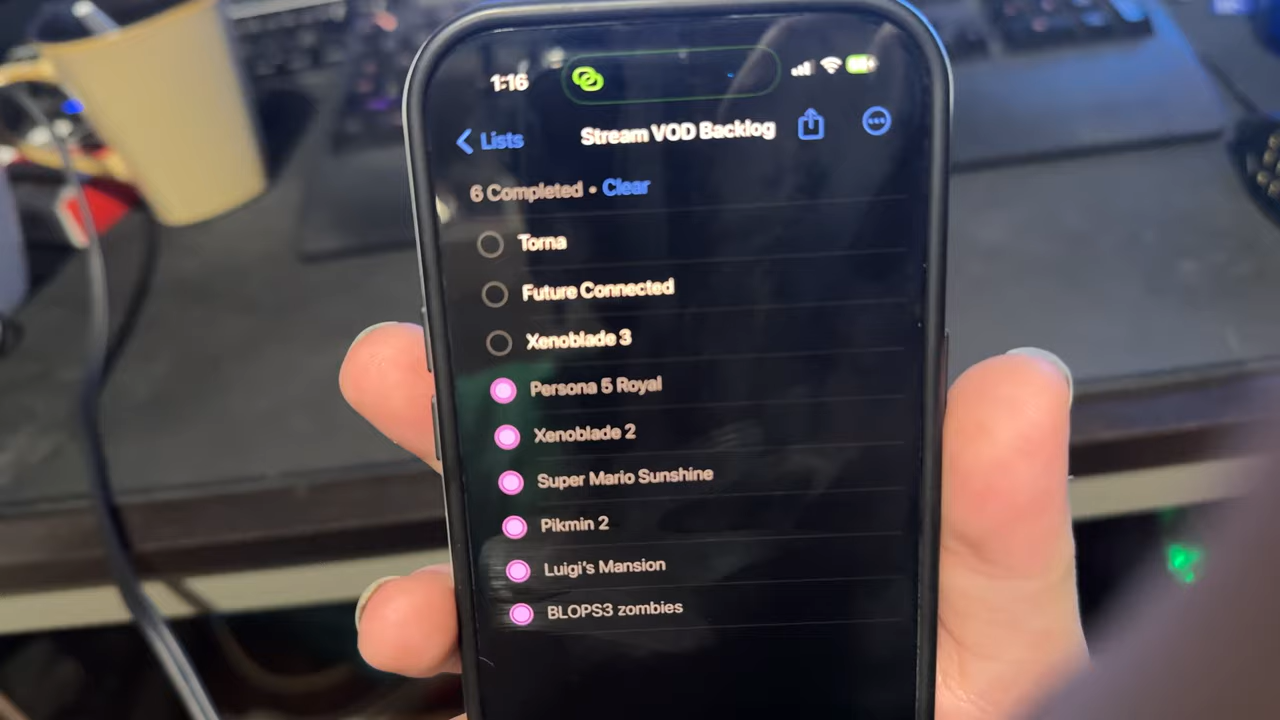 1:16
Lists
Stream VOD Backlog
6 Completed • Clear
Torna
Future Connected
Xenoblade 3
Persona 5 Royal
Xenoblade 2
Super Mario Sunshine
Pikmin 2
Luigi's Mansion
BLOPS3 zombies